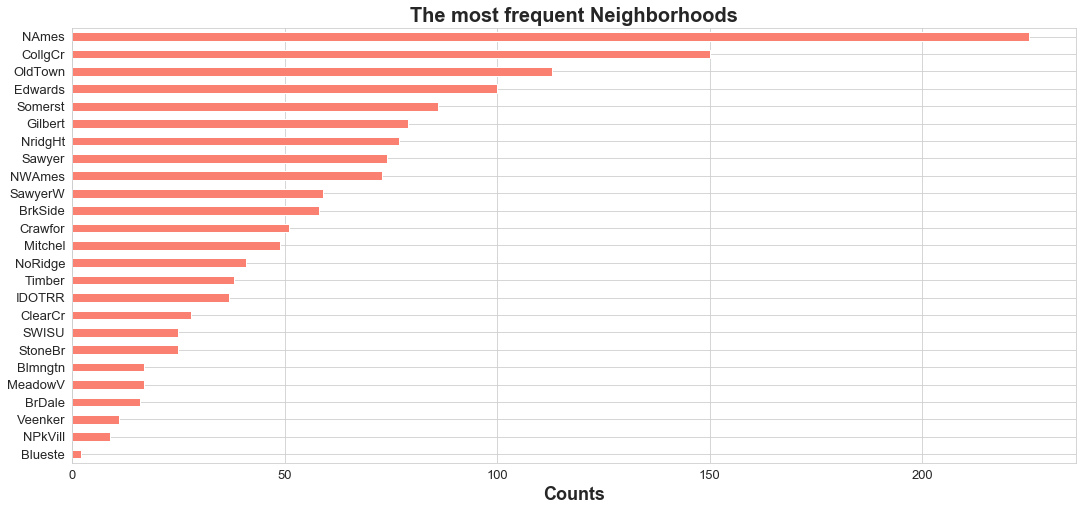 The most frequent Neighborhoods
NAmes
CollgCr
OldTown
Edwards
Somerst
Gilbert
NridgHt
Sawyer
NWAmes
SawyerW
BrkSide
Crawfor
Mitchel
NoRidge
Timber
IDOTRR
ClearCr
SWISU
StoneBr
Blmngtn
MeadowV
BrDale
Veenker
NPkVill
Blueste
0 50 100 150 200
Counts